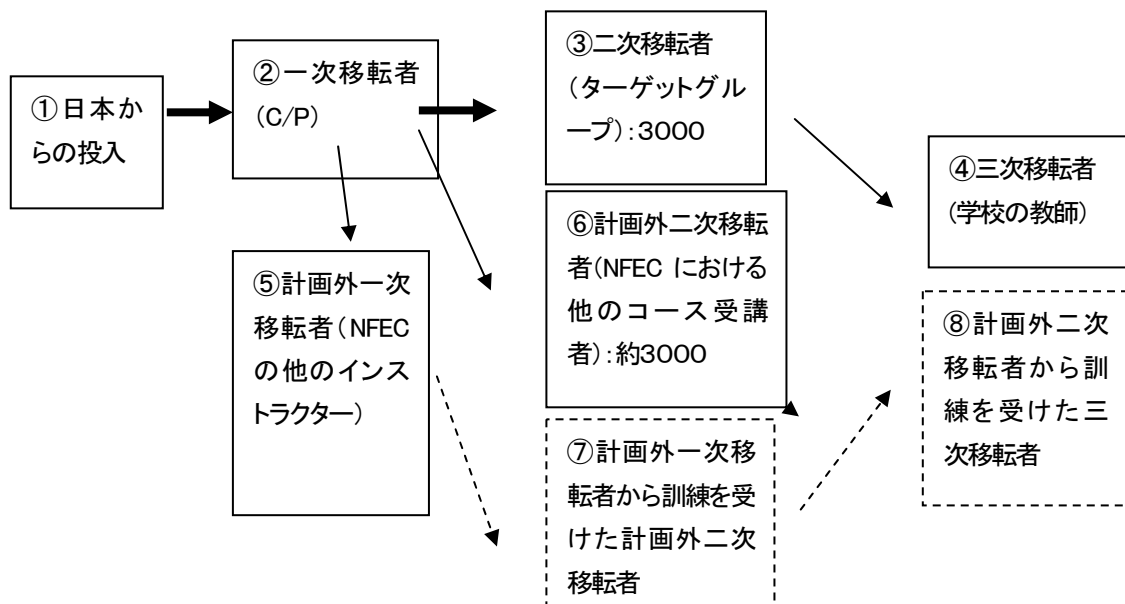 ①日本か
らの投入
②一次移転者
(C/P)
③二次移転者
(ターゲットグル
ープ):3000
④三次移転者
(学校の教師)
⑤計画外一次
移転者(NFEC
の他のインス
トラクター)
⑥計画外二次移転
者(NFEC における
他のコース受講
者):約3000
⑦計画外一次移
転者から訓練を受
けた計画外二次
移転者
⑧計画外二次
移転者から訓
練を受けた三
次移転者